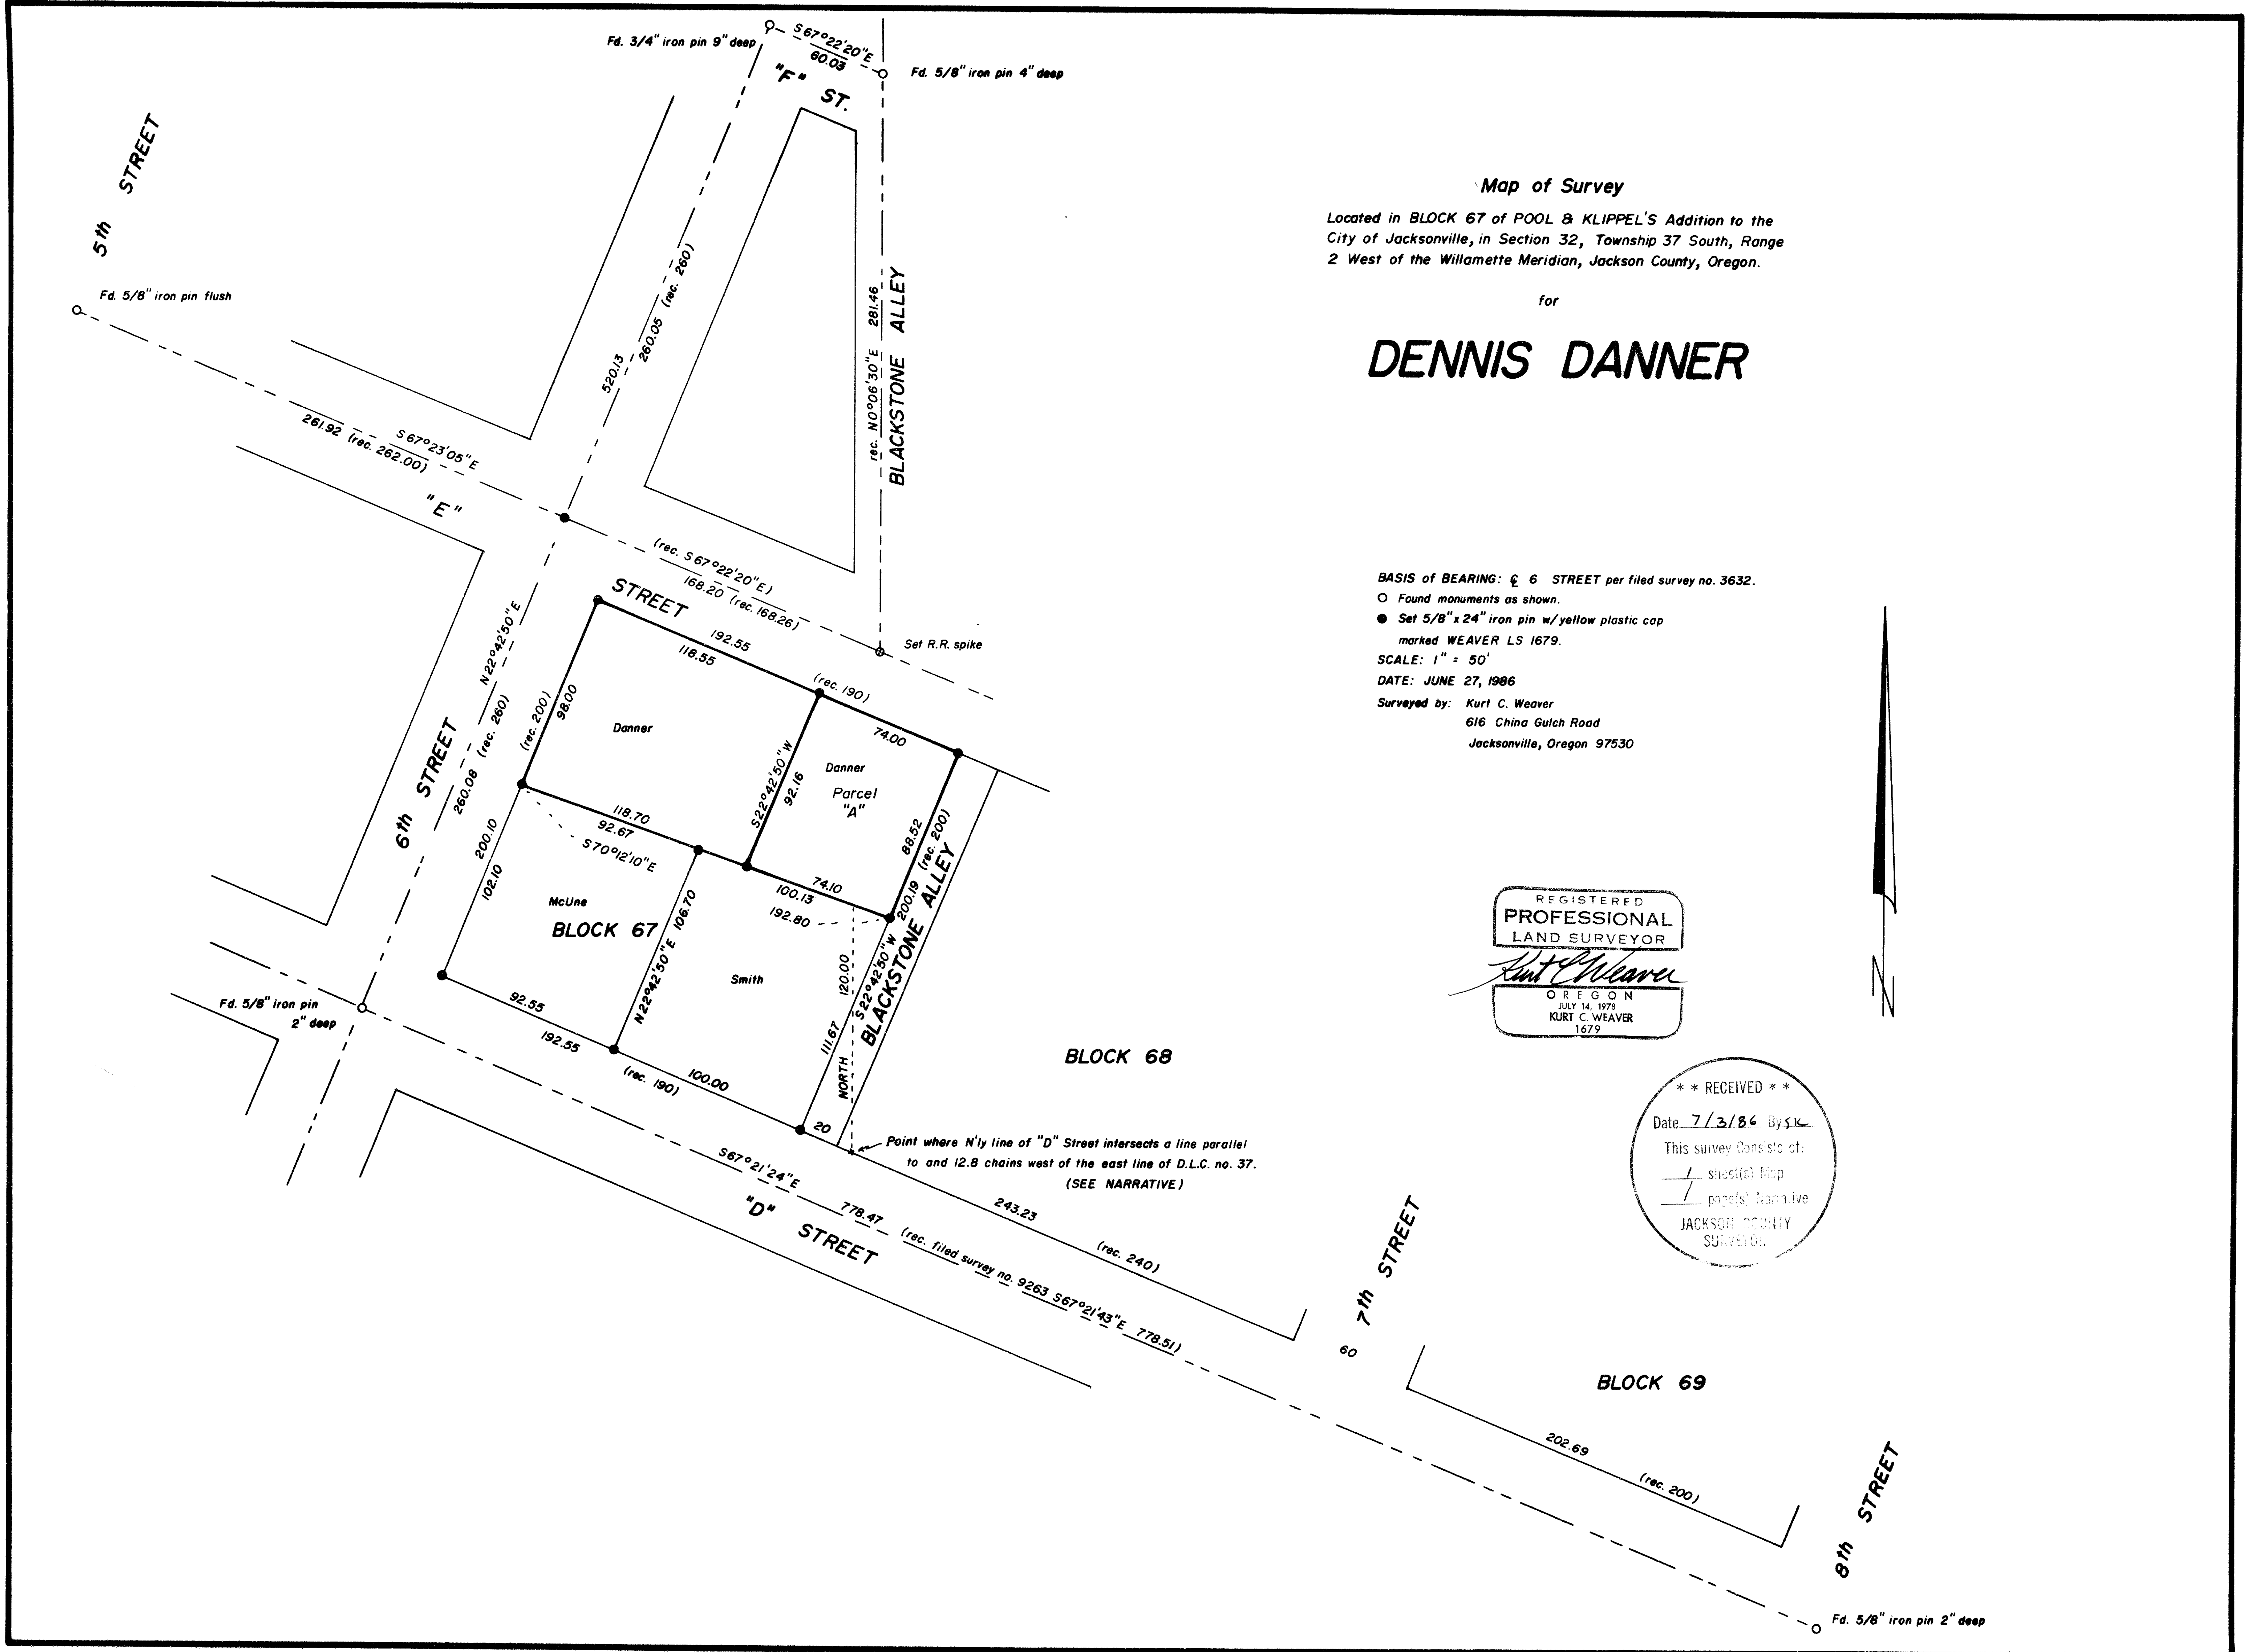 Fd. 3/4" iron pin 9" deep
S67°22'20"E
60.03
Fd. 5/8" iron pin 4" deep
"F" ST.
5th STREET
Fd. 5/8" iron pin flush
520.13
260.05 (rec. 260)
rec. N0°06'30"E 281.46
BLACKSTONE ALLEY
S67°23'05"E
261.92 (rec. 262.00)
"E"
STREET
(rec. S67°22'20"E)
168.20 (rec. 168.26)
Set R.R. spike
N22°42'50"E
260.08 (rec. 260)
6th STREET
192.55
118.55
(rec. 190)
74.00
(rec. 200)
98.00
Danner
S22°42'50"W
92.16
Danner
Parcel
"A"
88.52
200.19 (rec. 200)
118.70
92.67
S70°12'10"E
200.10
102.10
McUne
BLOCK 67
N22°42'50"E 106.70
74.10
100.13
192.80
Smith
NORTH 120.00
111.67
S22°42'50"W
BLACKSTONE ALLEY
Fd. 5/8" iron pin
2" deep
92.55
192.55
(rec. 190)
100.00
20
BLOCK 68
Point where N'ly line of "D" Street intersects a line parallel
to and 12.8 chains west of the east line of D.L.C. no. 37.
(SEE NARRATIVE)
S67°21'24"E 778.47 (rec. filed survey no. 9263 S67°21'43"E 778.51)
"D" STREET
243.23
(rec. 240)
7th STREET
60
BLOCK 69
202.69
(rec. 200)
8th STREET
Fd. 5/8" iron pin 2" deep
Map of Survey
Located in BLOCK 67 of POOL & KLIPPEL'S Addition to the
City of Jacksonville, in Section 32, Township 37 South, Range
2 West of the Willamette Meridian, Jackson County, Oregon.
for
DENNIS DANNER
BASIS of BEARING: ℄ 6 STREET per filed survey no. 3632.
Found monuments as shown.
Set 5/8" x 24" iron pin w/yellow plastic cap
marked WEAVER LS 1679.
SCALE: 1" = 50'
DATE: JUNE 27, 1986
Surveyed by: Kurt C. Weaver
616 China Gulch Road
Jacksonville, Oregon 97530
N
REGISTERED
PROFESSIONAL
LAND SURVEYOR
Kurt C Weaver
OREGON
JULY 14, 1978
KURT C. WEAVER
1679
* * RECEIVED * *
Date 7/3/86 By SK
This survey Consists of:
1 sheet(s) Map
1 page(s) Narrative
JACKSON COUNTY
SURVEYOR